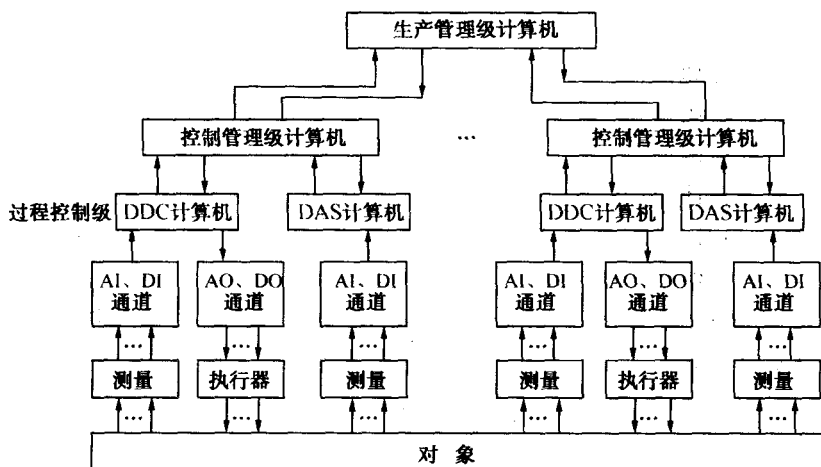 生产管理级计算机
控制管理级计算机
…
控制管理级计算机
过程控制级
DDC计算机
DAS计算机
DDC计算机
DAS计算机
AI、DI
通道
AO、DO
通道
AI、DI
通道
AI、DI
通道
AO、DO
通道
AI、DI
通道
…
…
…
…
…
…
测量
执行器
测量
测量
执行器
测量
…
…
…
…
…
…
对 象